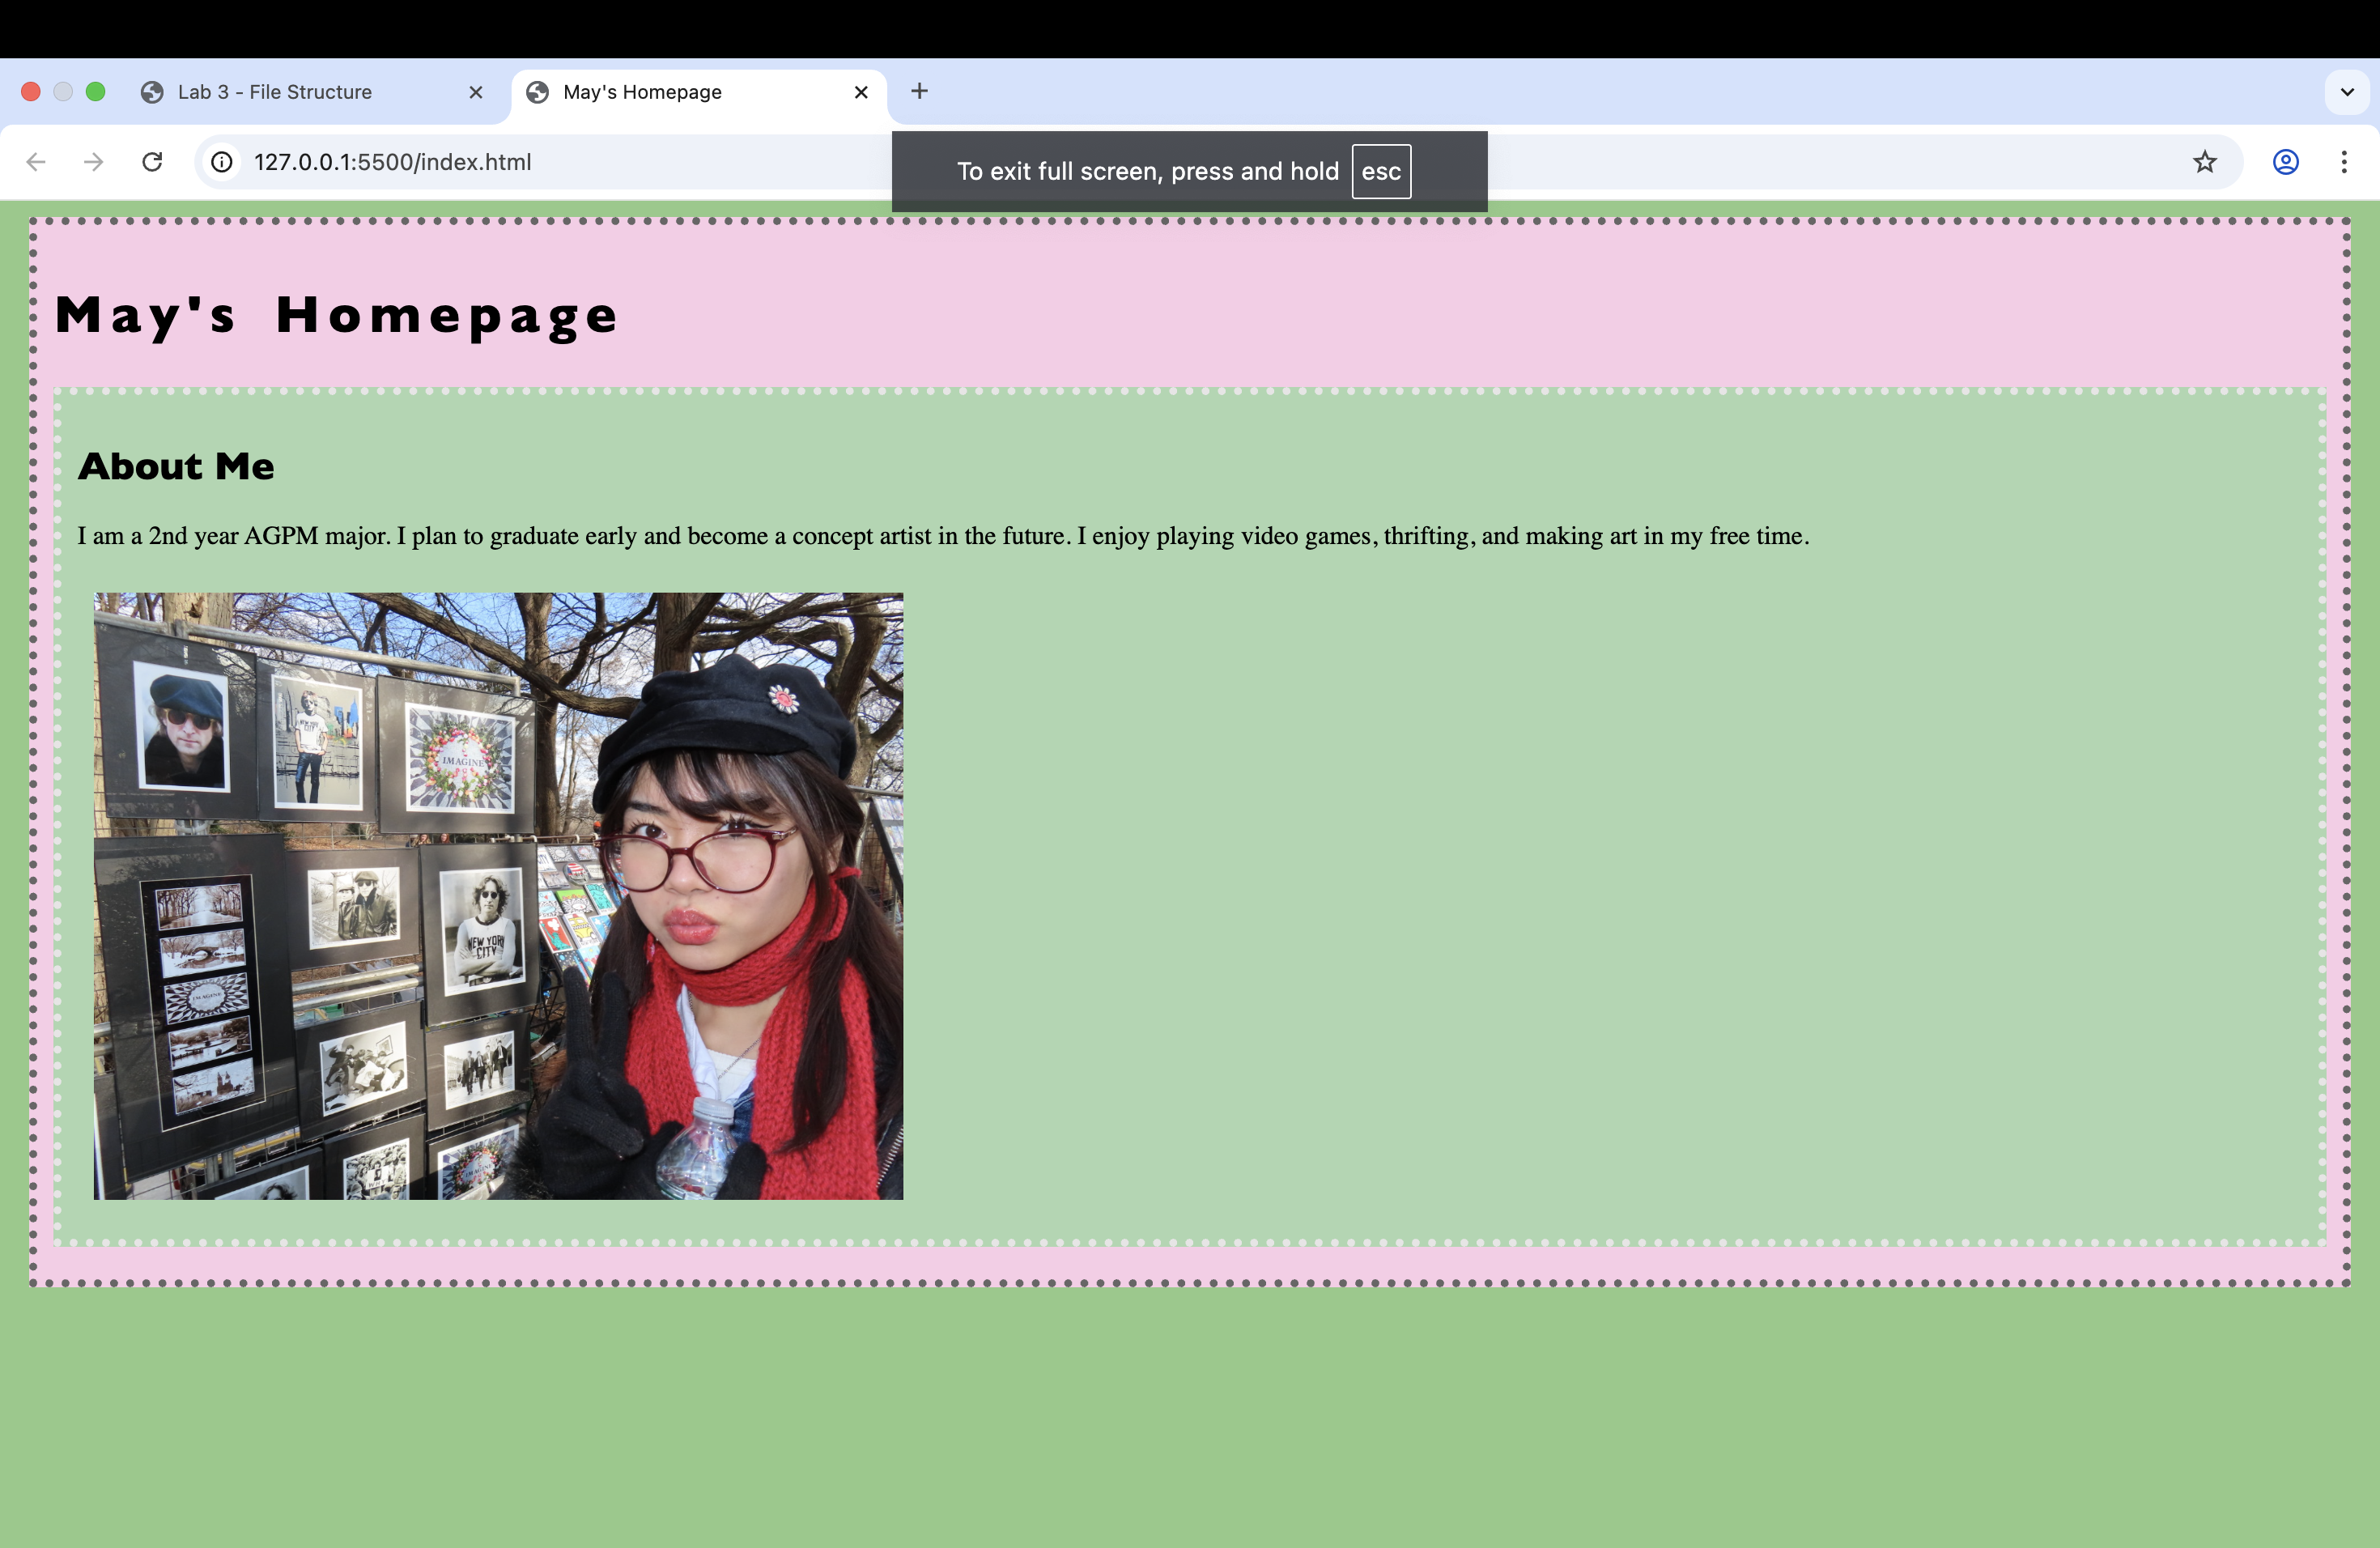 Lab 3 - File Structure
May's Homepage
127.0.0.1:5500/index.html
To exit full screen, press and hold esc
May's Homepage
About Me
I am a 2nd year AGPM major. I plan to graduate early and become a concept artist in the future. I enjoy playing video games, thrifting, and making art in my free time.
NEW YORK
CITY
IMAGINE
NEW YORK
CITY
IMAGINE